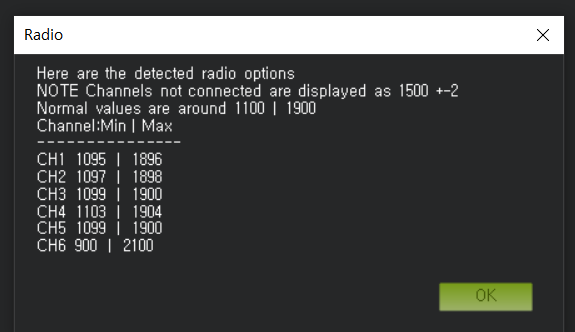 Radio
Here are the detected radio options
NOTE Channels not connected are displayed as 1500 +-2
Normal values are around 1100 | 1900
Channel:Min | Max
----------------
CH1 1095 | 1896
CH2 1097 | 1898
CH3 1099 | 1900
CH4 1103 | 1904
CH5 1099 | 1900
CH6 900 | 2100
OK